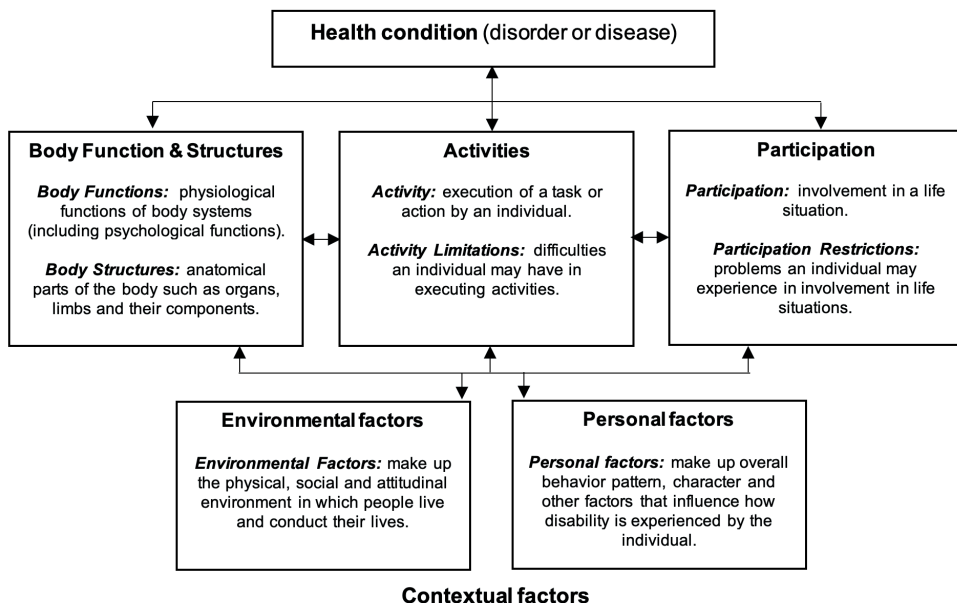 Health condition (disorder or disease)
Body Function & Structures
Body Functions: physiological
functions of body systems
(including psychological functions).
Body Structures: anatomical
parts of the body such as organs,
limbs and their components.
Activities
Activity: execution of a task or
action by an individual.
Activity Limitations: difficulties
an individual may have in
executing activities.
Participation
Participation: involvement in a life
situation.
Participation Restrictions:
problems an individual may
experience in involvement in life
situations.
Environmental factors
Environmental Factors: make up
the physical, social and attitudinal
environment in which people live
and conduct their lives.
Personal factors
Personal factors: make up overall
behavior pattern, character and
other factors that influence how
disability is experienced by the
individual.
Contextual factors